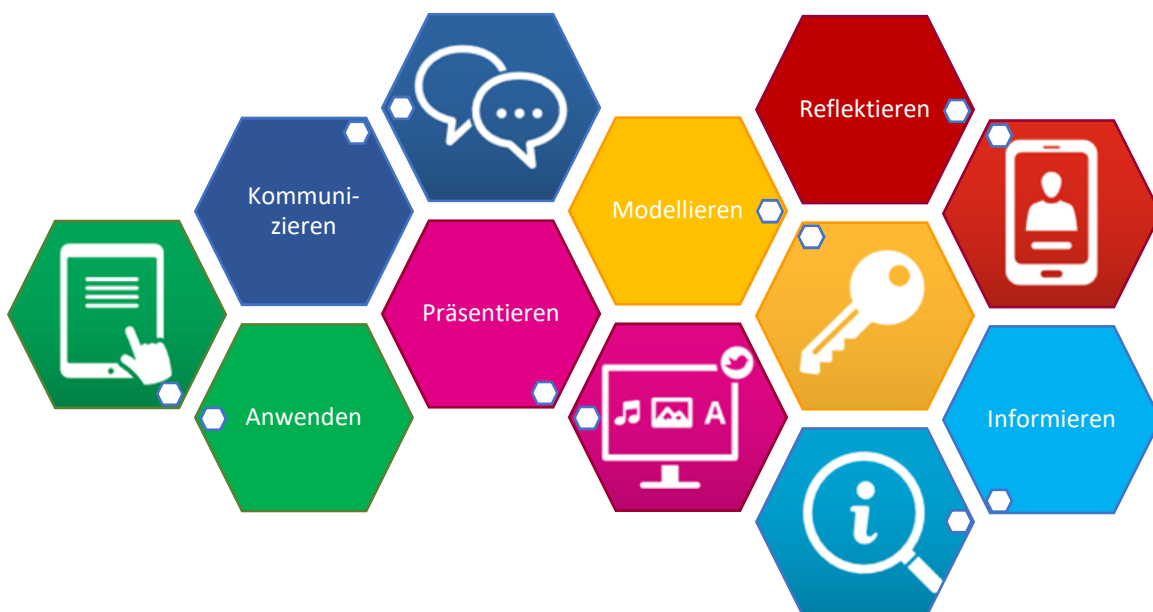 Reflektieren
Kommuni-
zieren
Modellieren
Präsentieren
A
Anwenden
Informieren
i